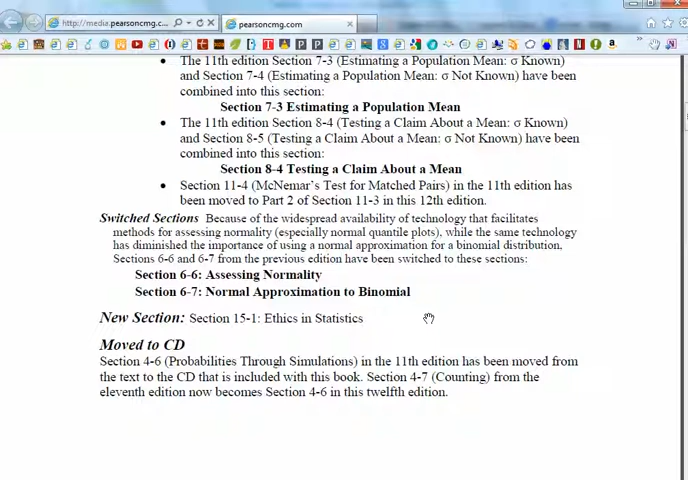 http://media.pearsoncmg.c...
pearsoncmg.com
• The 11th edition Section 7-3 (Estimating a Population Mean: σ Known)
and Section 7-4 (Estimating a Population Mean: σ Not Known) have been
combined into this section:
Section 7-3 Estimating a Population Mean
• The 11th edition Section 8-4 (Testing a Claim About a Mean: σ Known)
and Section 8-5 (Testing a Claim About a Mean: σ Not Known) have been
combined into this section:
Section 8-4 Testing a Claim About a Mean
• Section 11-4 (McNemar's Test for Matched Pairs) in the 11th edition has
been moved to Part 2 of Section 11-3 in this 12th edition.
Switched Sections Because of the widespread availability of technology that facilitates
methods for assessing normality (especially normal quantile plots), while the same technology
has diminished the importance of using a normal approximation for a binomial distribution,
Sections 6-6 and 6-7 from the previous edition have been switched to these sections:
Section 6-6: Assessing Normality
Section 6-7: Normal Approximation to Binomial
New Section: Section 15-1: Ethics in Statistics
Moved to CD
Section 4-6 (Probabilities Through Simulations) in the 11th edition has been moved from
the text to the CD that is included with this book. Section 4-7 (Counting) from the
eleventh edition now becomes Section 4-6 in this twelfth edition.